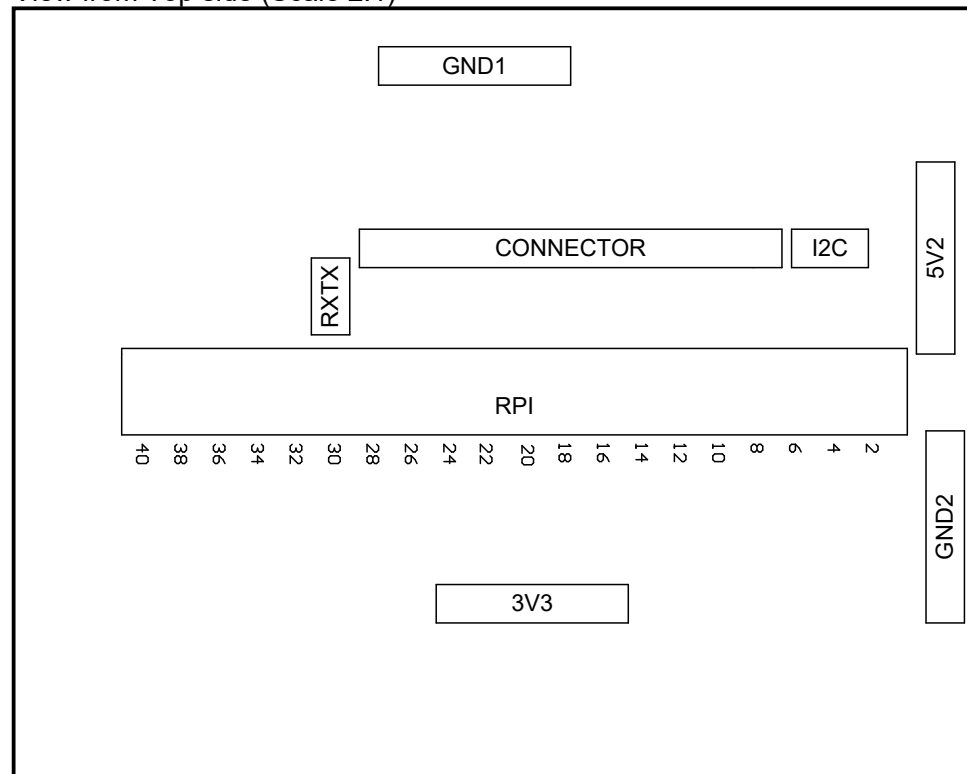 View from Top side (Scale 2:1)
GND1
5V2
CONNECTOR
I2C
RXTX
RPI
40 38 36 34 32 30 28 26 24 22 20 18 16 14 12 10 8 6 4 2
GND2
3V3